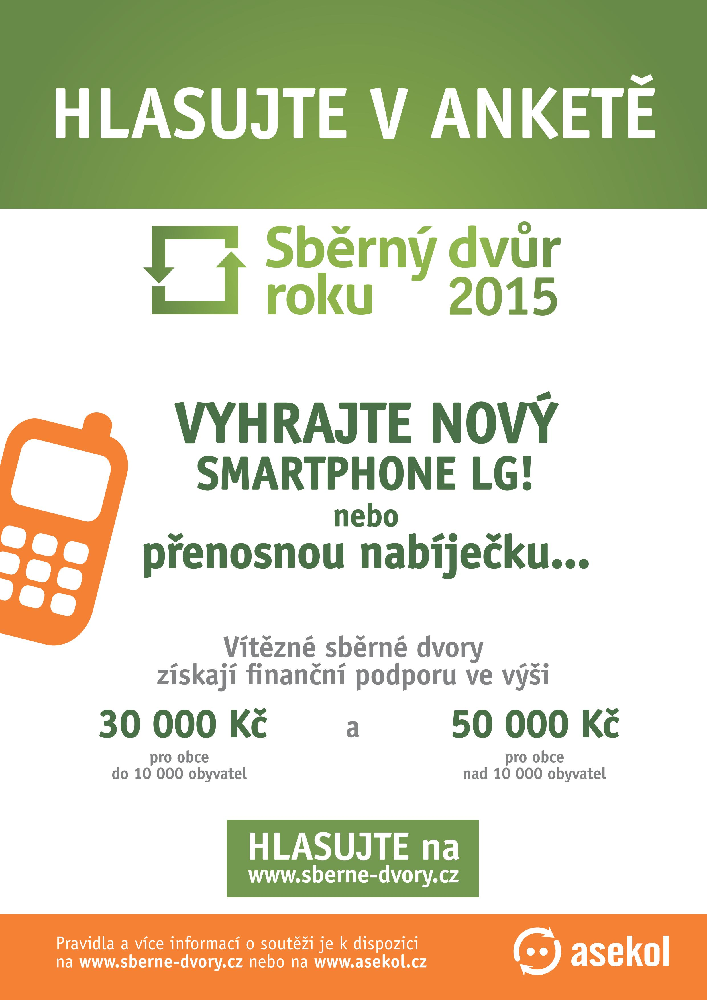 HLASUJTE V ANKETĚ
Sběrný dvůr
roku 2015
VYHRAJTE NOVÝ
SMARTPHONE LG!
nebo
přenosnou nabíječku...
Vítězné sběrné dvory
získají finanční podporu ve výši
30 000 Kč a 50 000 Kč
pro obce
do 10 000 obyvatel
pro obce
nad 10 000 obyvatel
HLASUJTE na
www.sberne-dvory.cz
Pravidla a více informací o soutěži je k dispozici
na www.sberne-dvory.cz nebo na www.asekol.cz
asekol